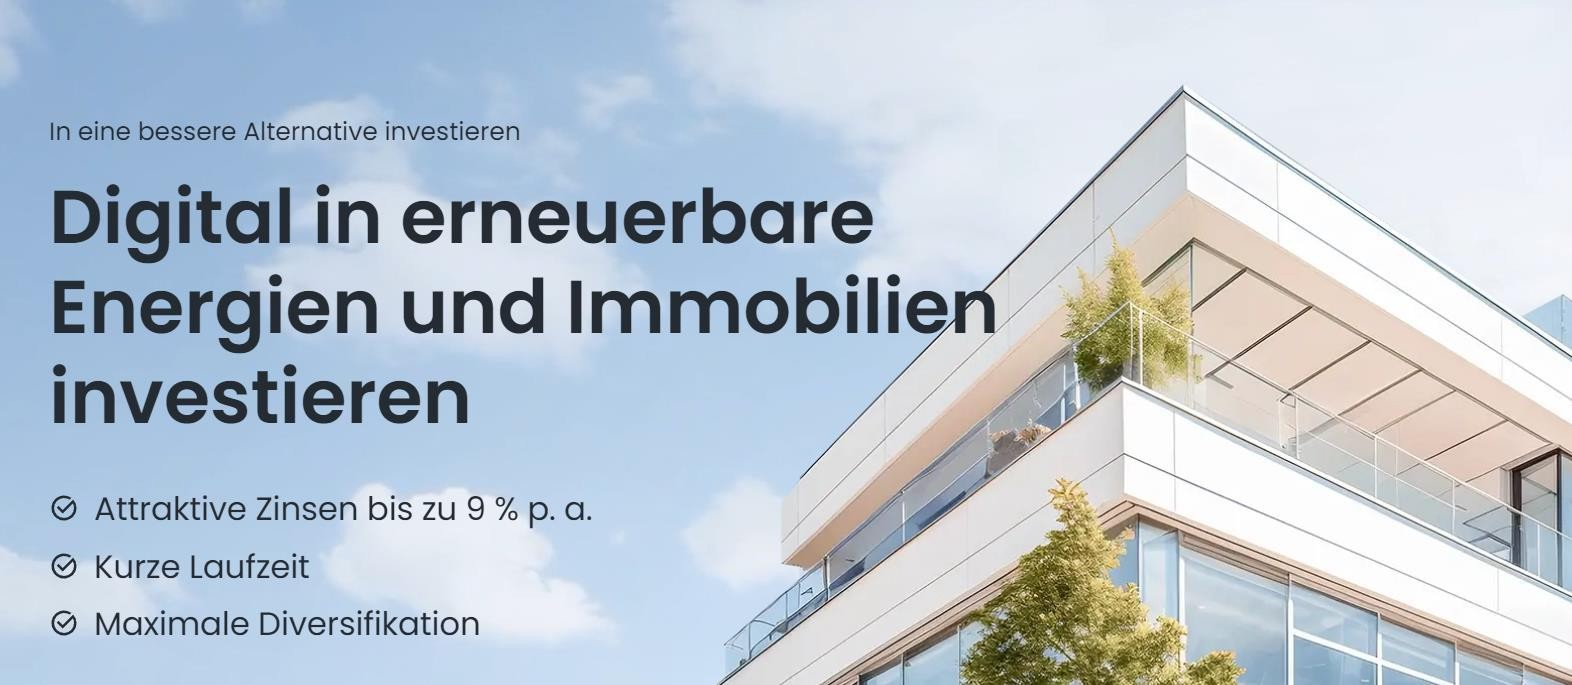 In eine bessere Alternative investieren
Digital in erneuerbare
Energien und Immobilien
investieren
Attraktive Zinsen bis zu 9 % p. a.
Kurze Laufzeit
Maximale Diversifikation